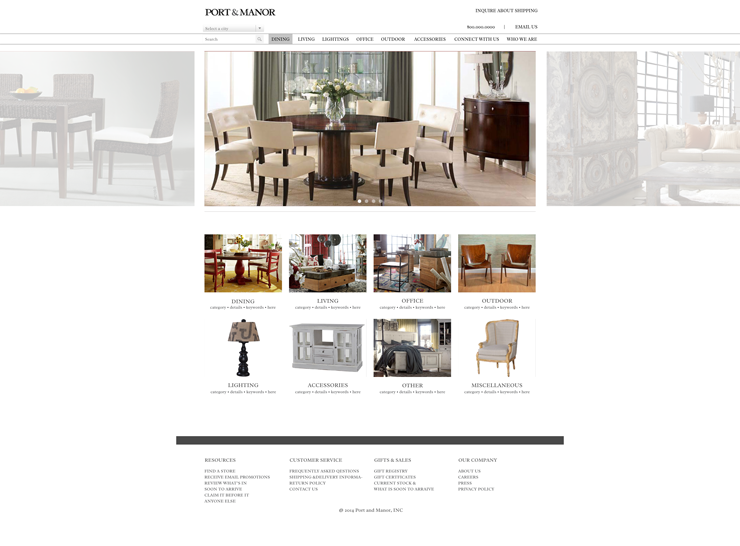 PORT & MANOR
INQUIRE ABOUT SHIPPING
800.000.0000 | EMAIL US
Search
DINING LIVING LIGHTINGS OFFICE OUTDOOR ACCESSORIES CONNECT WITH US WHO WE ARE
DINING LIVING OFFICE OUTDOOR
category • details • keywords • here category • details • keywords • here category • details • keywords • here category • details • keywords • here
LIGHTING ACCESSORIES OTHER MISCELLANEOUS
category • details • keywords • here category • details • keywords • here category • details • keywords • here category • details • keywords • here
RESOURCES CUSTOMER SERVICE GIFTS & SALES OUR COMPANY
FIND A STORE FREQUENTLY ASKED QESTIONS GIFT REGISTRY ABOUT US
RECEIVE EMAIL PROMOTIONS SHIPPING &DELIVERY INFORMA- GIFT CERTIFICATES CAREERS
REVIEW WHAT'S IN RETURN POLICY CURRENT STOCK & PRESS
SOON TO ARRIVE CONTACT US WHAT IS SOON TO ARRAIVE PRIVACY POLICY
CLAIM IT BEFORE IT
ANYONE ELSE
@ 2014 Port and Manor, INC